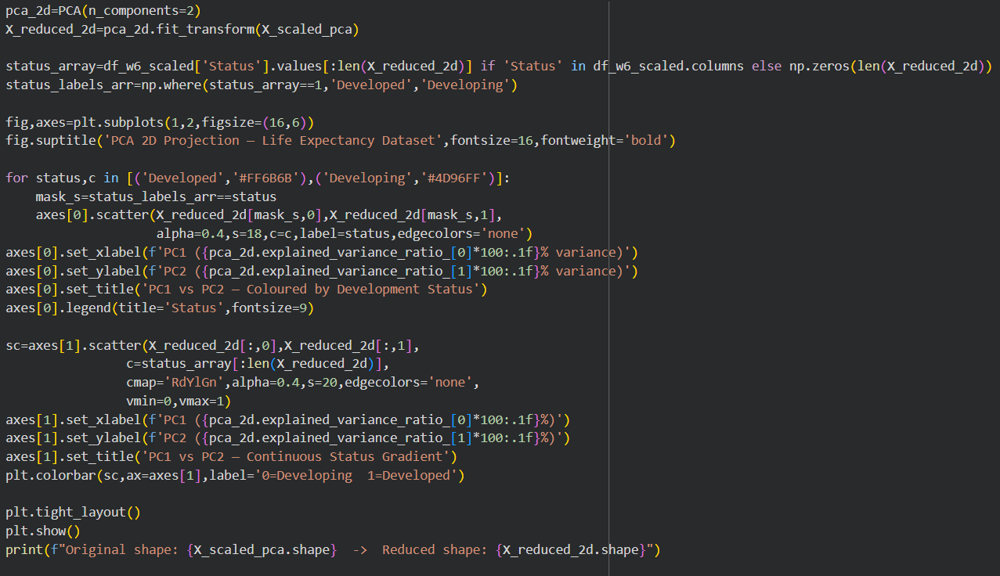 pca_2d=PCA(n_components=2)
X_reduced_2d=pca_2d.fit_transform(X_scaled_pca)

status_array=df_w6_scaled['Status'].values[:len(X_reduced_2d)] if 'Status' in df_w6_scaled.columns else np.zeros(len(X_reduced_2d))
status_labels_arr=np.where(status_array==1,'Developed','Developing')

fig,axes=plt.subplots(1,2,figsize=(16,6))
fig.suptitle('PCA 2D Projection — Life Expectancy Dataset',fontsize=16,fontweight='bold')

for status,c in [('Developed','#FF6B6B'),('Developing','#4D96FF')]:
    mask_s=status_labels_arr==status
    axes[0].scatter(X_reduced_2d[mask_s,0],X_reduced_2d[mask_s,1],
                    alpha=0.4,s=18,c=c,label=status,edgecolors='none')
axes[0].set_xlabel(f'PC1 ({pca_2d.explained_variance_ratio_[0]*100:.1f}% variance)')
axes[0].set_ylabel(f'PC2 ({pca_2d.explained_variance_ratio_[1]*100:.1f}% variance)')
axes[0].set_title('PC1 vs PC2 — Coloured by Development Status')
axes[0].legend(title='Status',fontsize=9)

sc=axes[1].scatter(X_reduced_2d[:,0],X_reduced_2d[:,1],
                c=status_array[:len(X_reduced_2d)],
                cmap='RdYlGn',alpha=0.4,s=20,edgecolors='none',
                vmin=0,vmax=1)
axes[1].set_xlabel(f'PC1 ({pca_2d.explained_variance_ratio_[0]*100:.1f}%)')
axes[1].set_ylabel(f'PC2 ({pca_2d.explained_variance_ratio_[1]*100:.1f}%)')
axes[1].set_title('PC1 vs PC2 — Continuous Status Gradient')
plt.colorbar(sc,ax=axes[1],label='0=Developing  1=Developed')

plt.tight_layout()
plt.show()
print(f"Original shape: {X_scaled_pca.shape}  ->  Reduced shape: {X_reduced_2d.shape}")